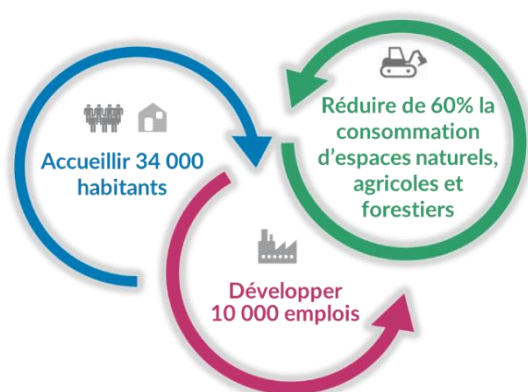 Accueillir 34 000
habitants
Réduire de 60% la
consommation
d'espaces naturels,
agricoles et
forestiers
Développer
10 000 emplois